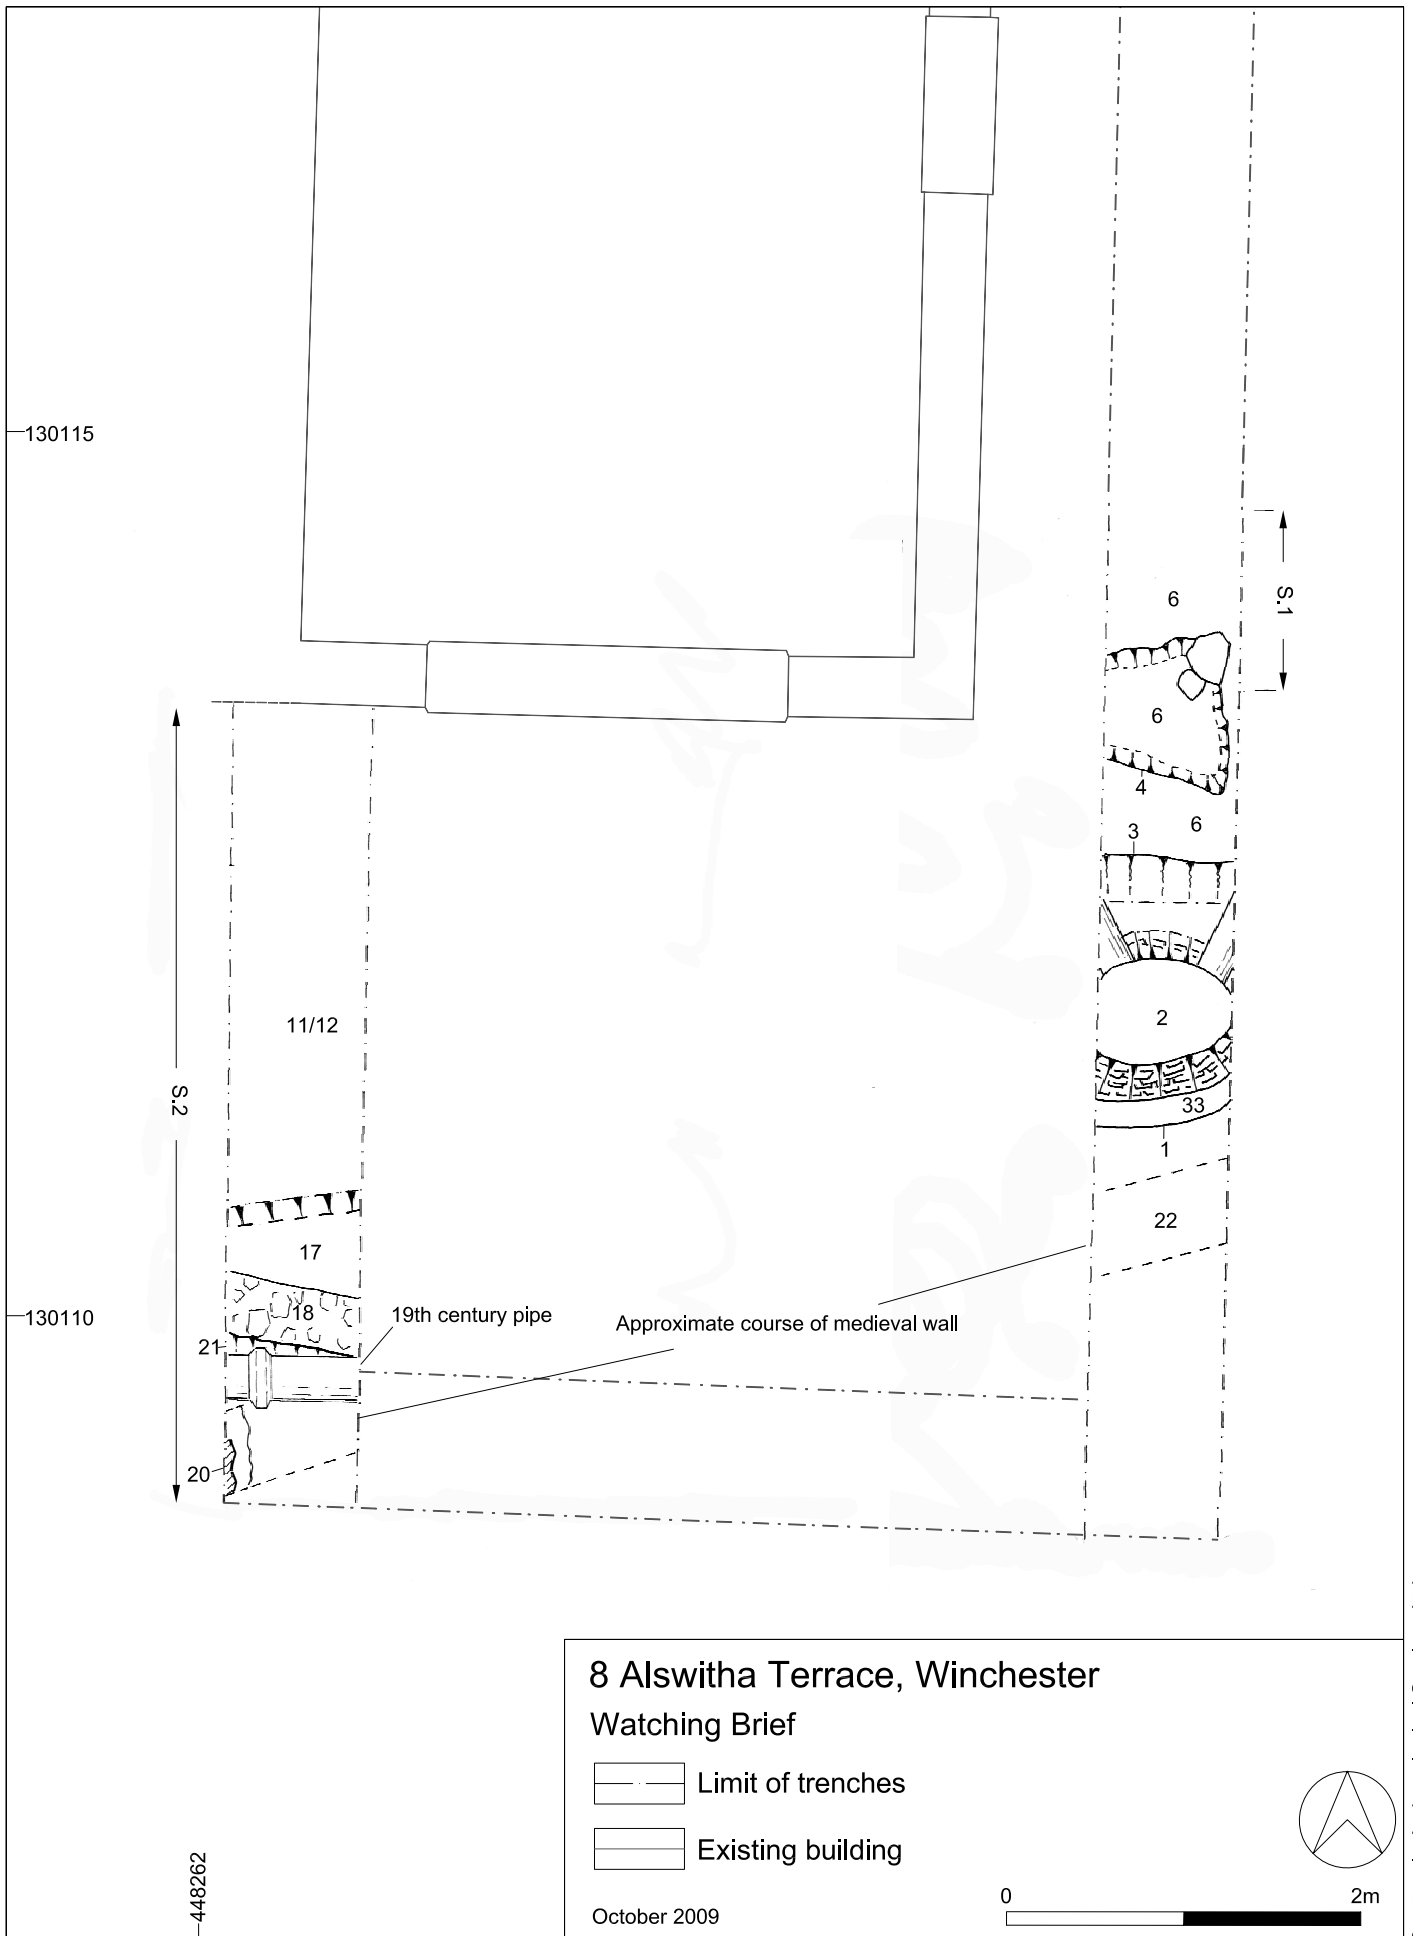 130115
6
S.1
6
4
6
3
11/12
2
S.2
33
1
22
17
18
19th century pipe
130110
Approximate course of medieval wall
21
20
8 Alswitha Terrace, Winchester
Watching Brief
Limit of trenches
Existing building
448262
0 2m
October 2009